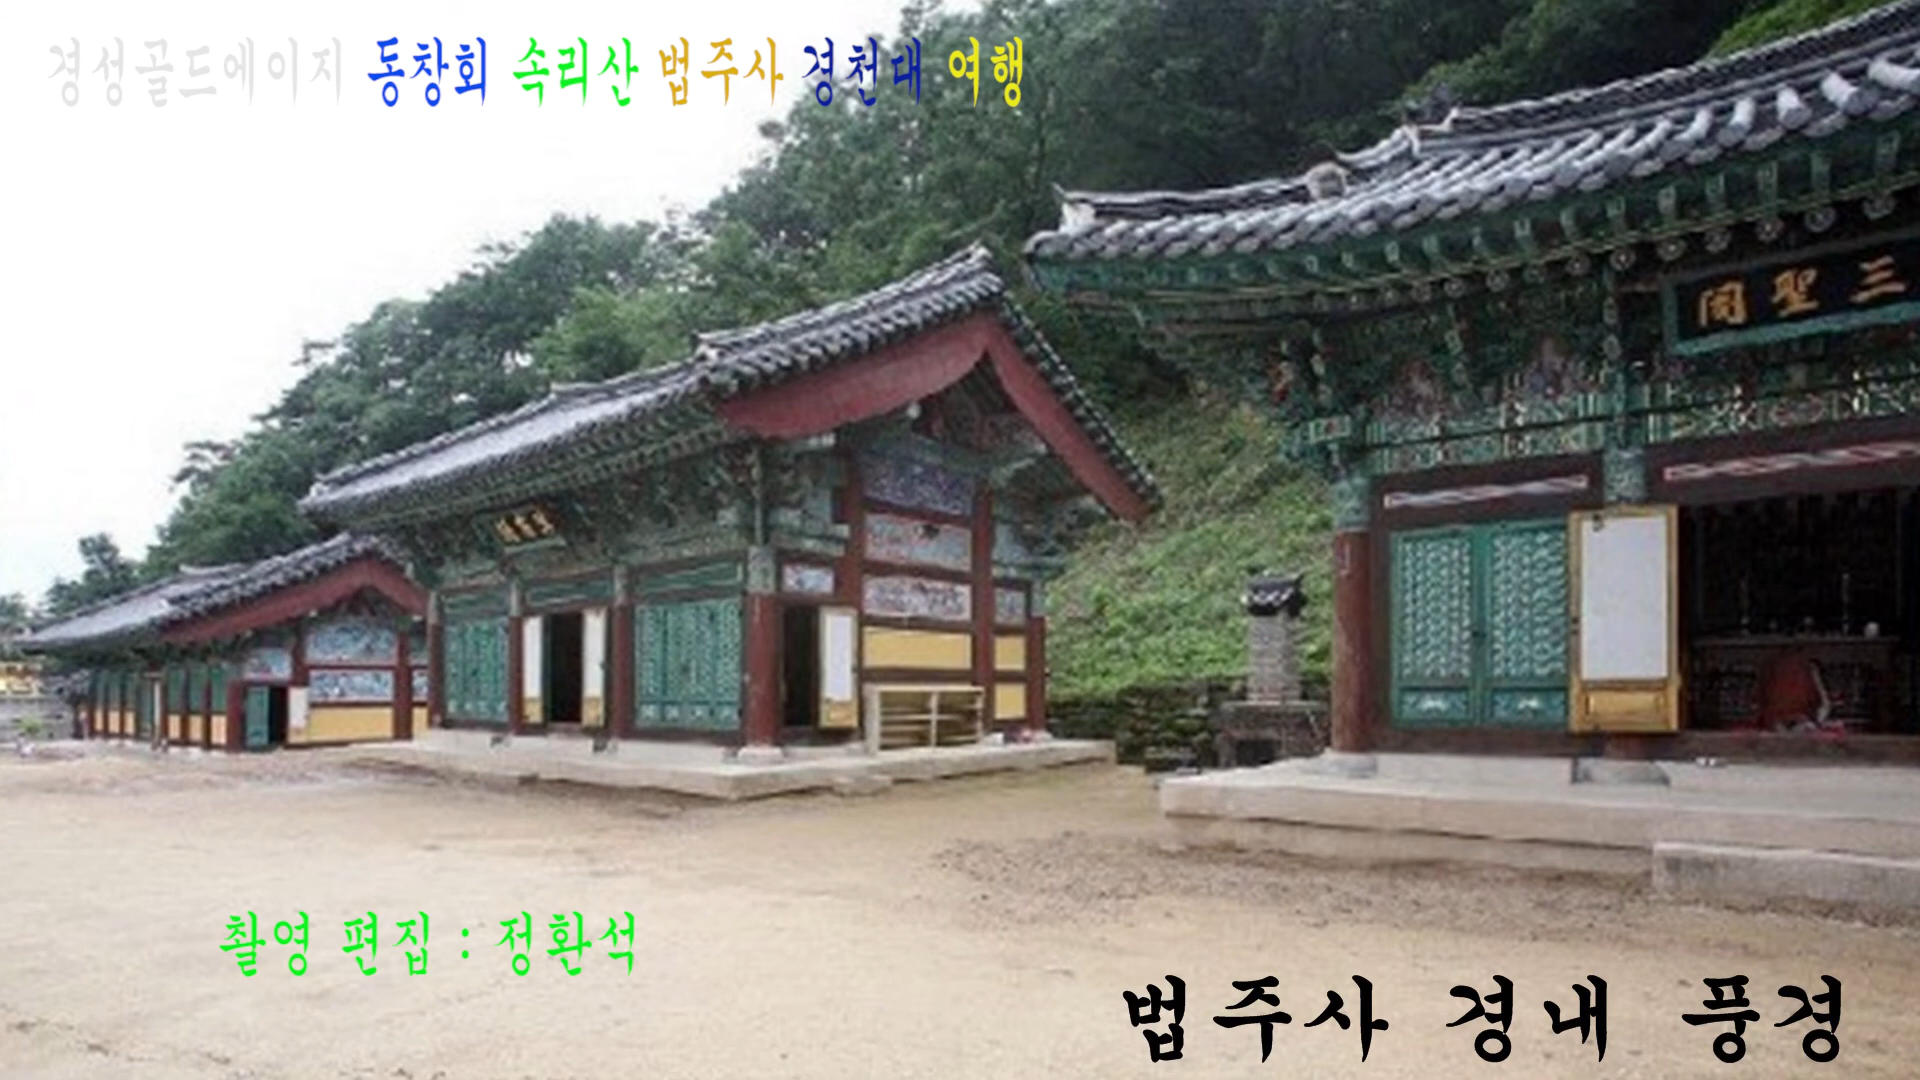 경성골드에이지 동창회 속리산 법주사 경천대 여행
閣聖三
촬영 편집 : 정환석
법주사 경내 풍경